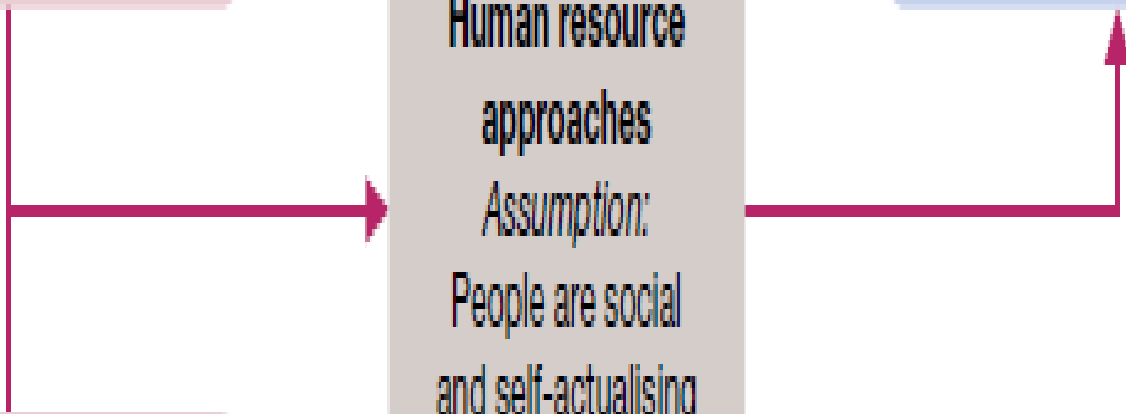 Human resource
approaches
Assumption:
People are social
and self-actualising